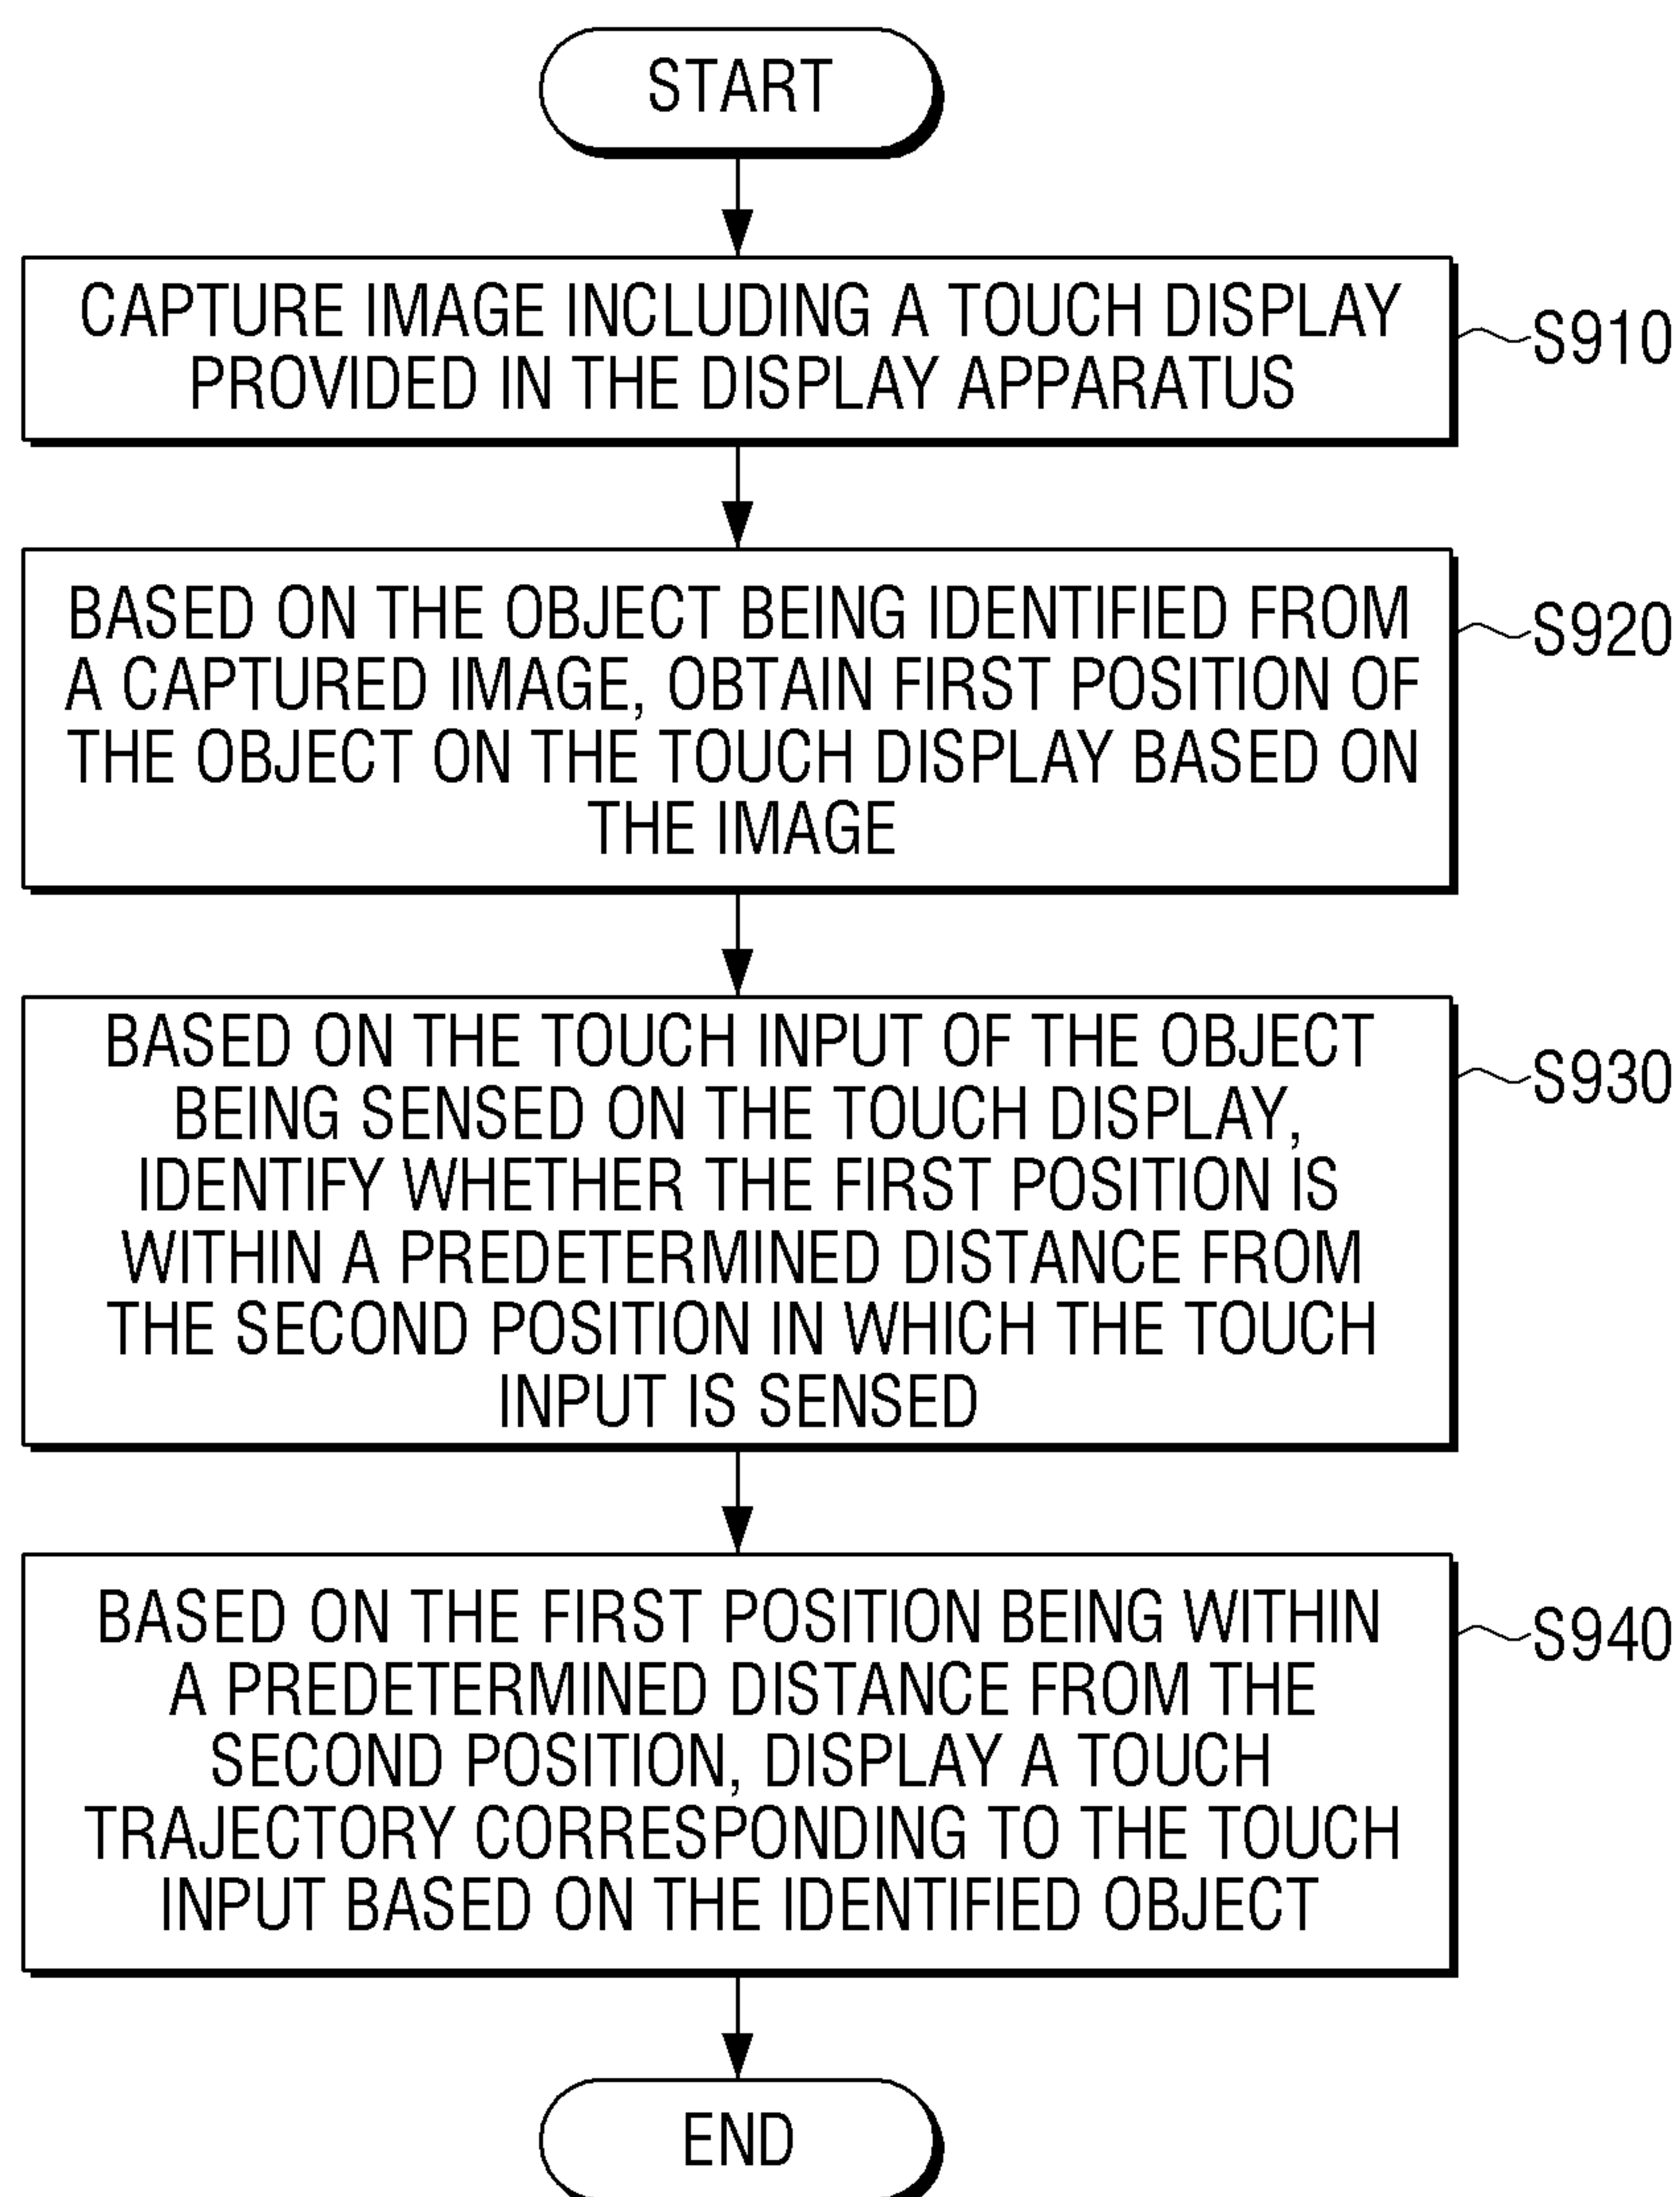 START
CAPTURE IMAGE INCLUDING A TOUCH DISPLAY
PROVIDED IN THE DISPLAY APPARATUS
S910
BASED ON THE OBJECT BEING IDENTIFIED FROM
A CAPTURED IMAGE, OBTAIN FIRST POSITION OF
THE OBJECT ON THE TOUCH DISPLAY BASED ON
THE IMAGE
S920
BASED ON THE TOUCH INPUT OF THE OBJECT
BEING SENSED ON THE TOUCH DISPLAY,
IDENTIFY WHETHER THE FIRST POSITION IS
WITHIN A PREDETERMINED DISTANCE FROM
THE SECOND POSITION IN WHICH THE TOUCH
INPUT IS SENSED
S930
BASED ON THE FIRST POSITION BEING WITHIN
A PREDETERMINED DISTANCE FROM THE
SECOND POSITION, DISPLAY A TOUCH
TRAJECTORY CORRESPONDING TO THE TOUCH
INPUT BASED ON THE IDENTIFIED OBJECT
S940
END